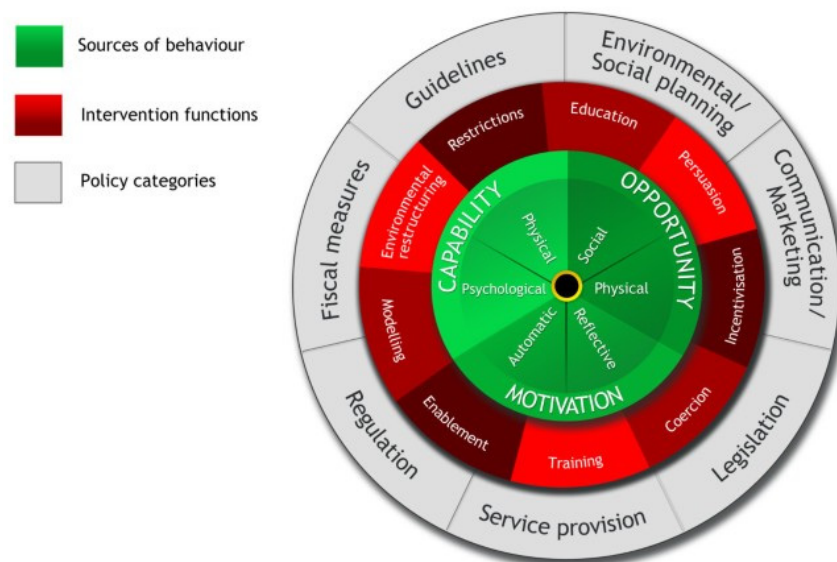 Sources of behaviour
Intervention functions
Policy categories
Guidelines
Environmental/
Social planning
Communication/
Marketing
Legislation
Service provision
Regulation
Fiscal measures
Restrictions
Education
Persuasion
Incentivisation
Coercion
Training
Enablement
Modelling
Environmental
restructuring
CAPABILITY
OPPORTUNITY
MOTIVATION
Physical
Social
Psychological
Physical
Automatic
Reflective